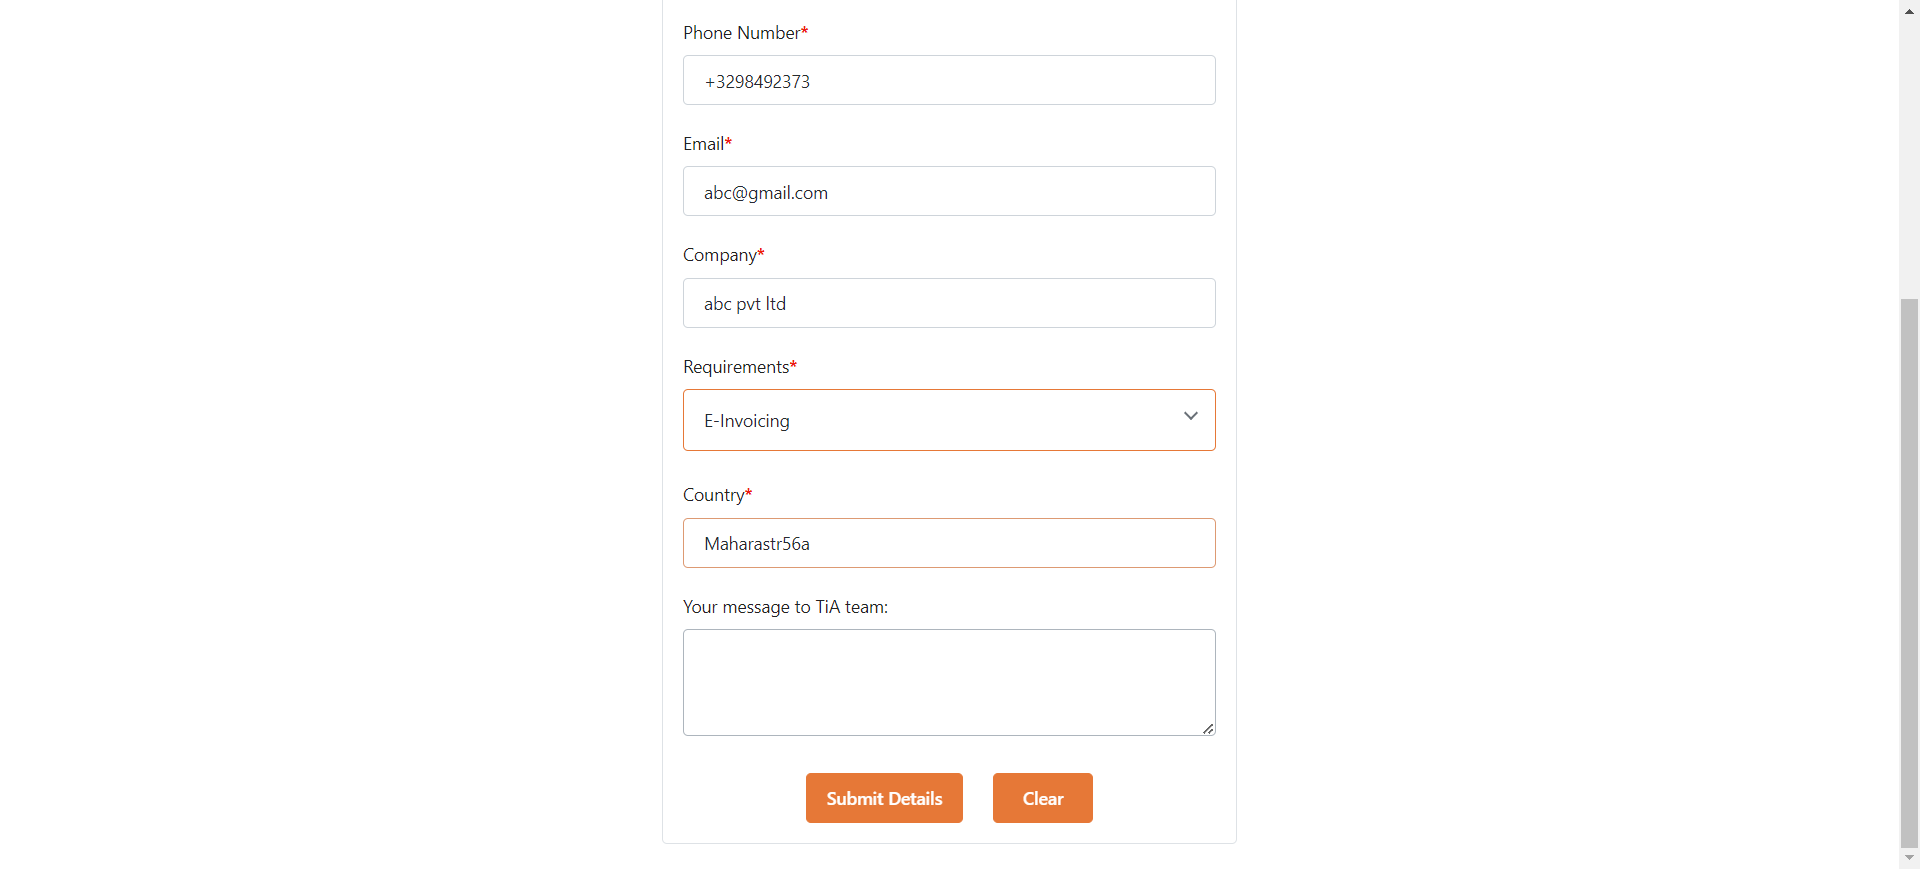 Phone Number*
+3298492373
Email*
abc@gmail.com
Company*
abc pvt ltd
Requirements*
E-Invoicing
Country*
Maharastr56a
Your message to TiA team:
Submit Details Clear